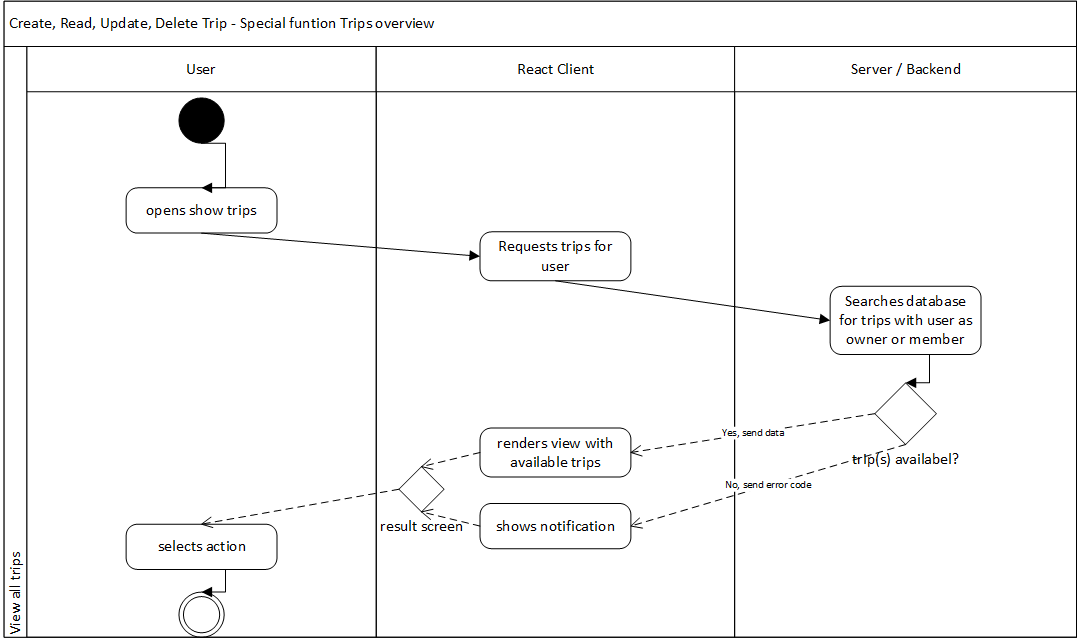 Create, Read, Update, Delete Trip - Special funtion Trips overview
User
React Client
Server / Backend
opens show trips
Requests trips for
user
Searches database
for trips with user as
owner or member
Yes, send data
renders view with
available trips
trip(s) availabel?
No, send error code
result screen
shows notification
selects action
View all trips